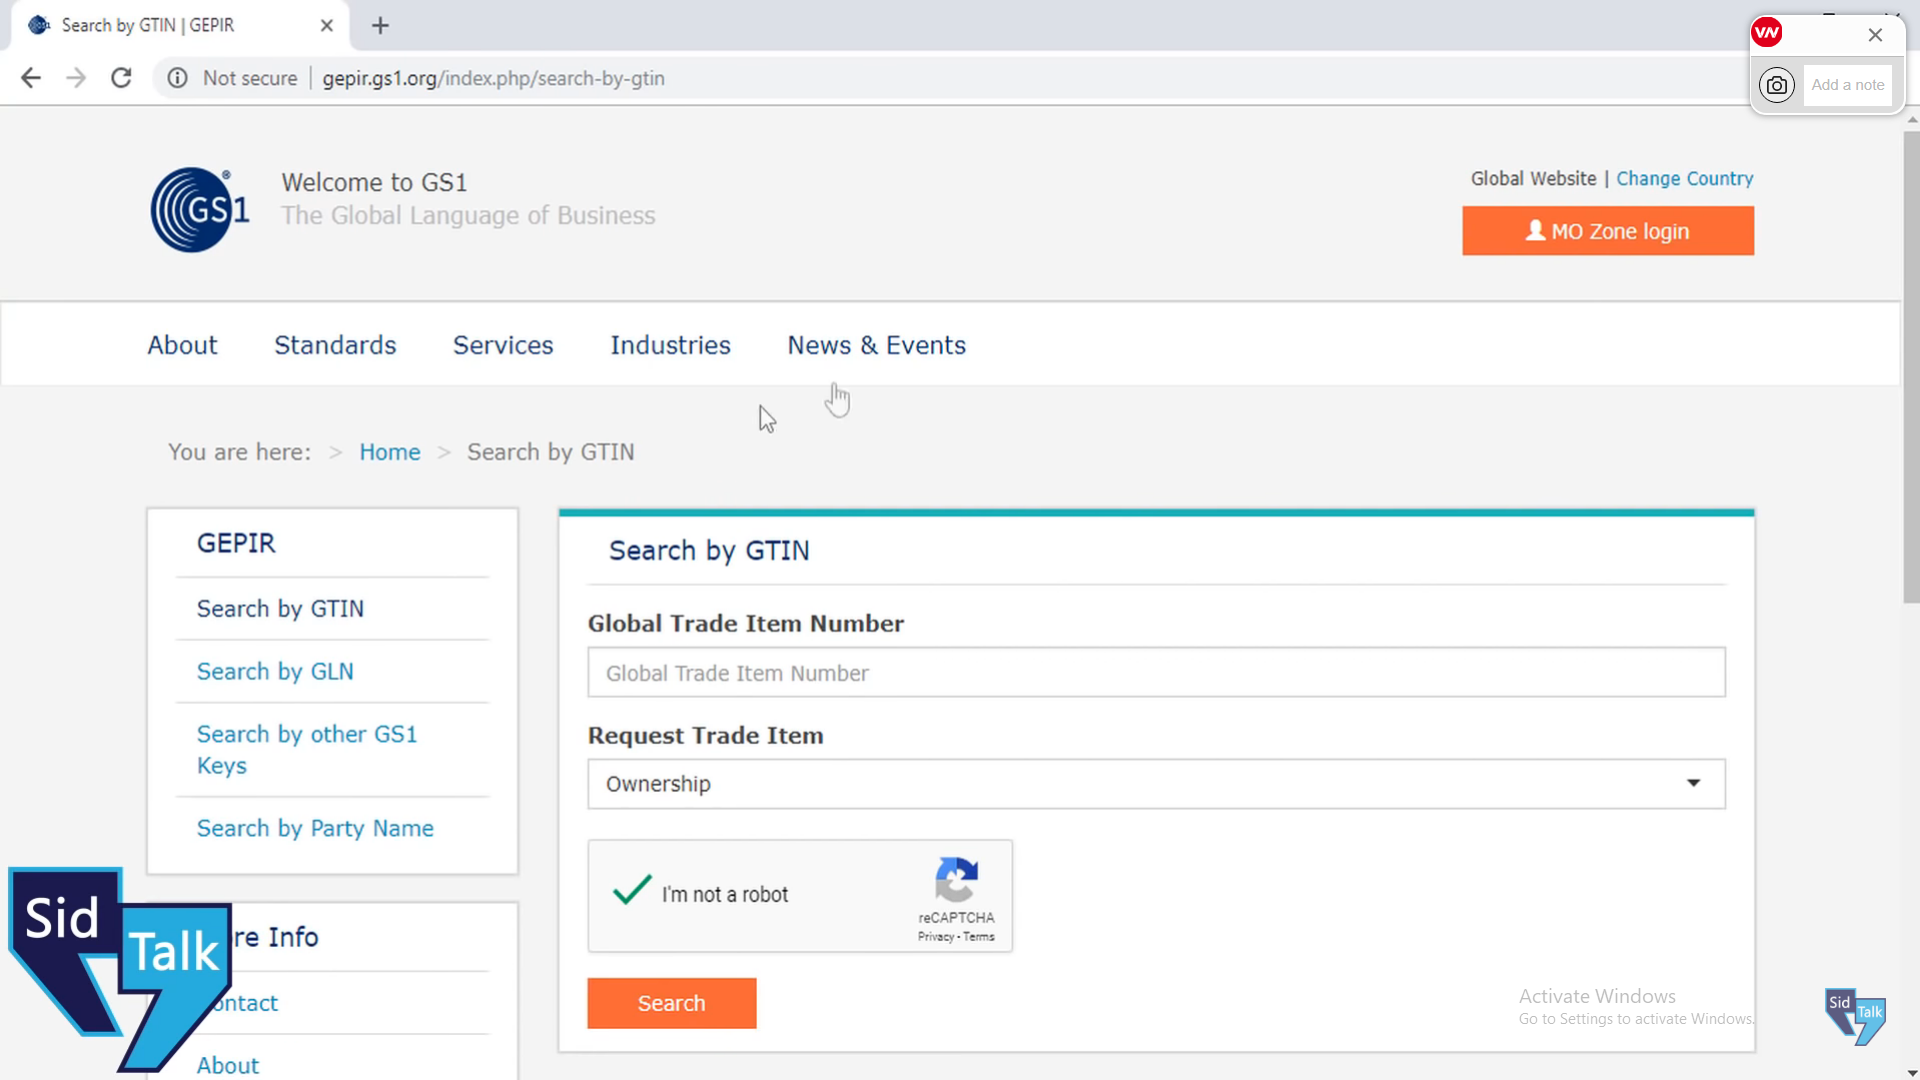 Search by GTIN | GEPIR
Not secure
gepir.gs1.org/index.php/search-by-gtin
VN
Add a note
GS1®
Welcome to GS1
The Global Language of Business
Global Website | Change Country
MO Zone login
About
Standards
Services
Industries
News & Events
You are here: > Home > Search by GTIN
GEPIR
Search by GTIN
Search by GLN
Search by other GS1
Keys
Search by Party Name
Search by GTIN
Global Trade Item Number
Global Trade Item Number
Request Trade Item
Ownership
I'm not a robot
reCAPTCHA
Privacy - Terms
Search
re Info
ontact
About
Sid
Talk
Activate Windows
Go to Settings to activate Windows.
Sid
Talk